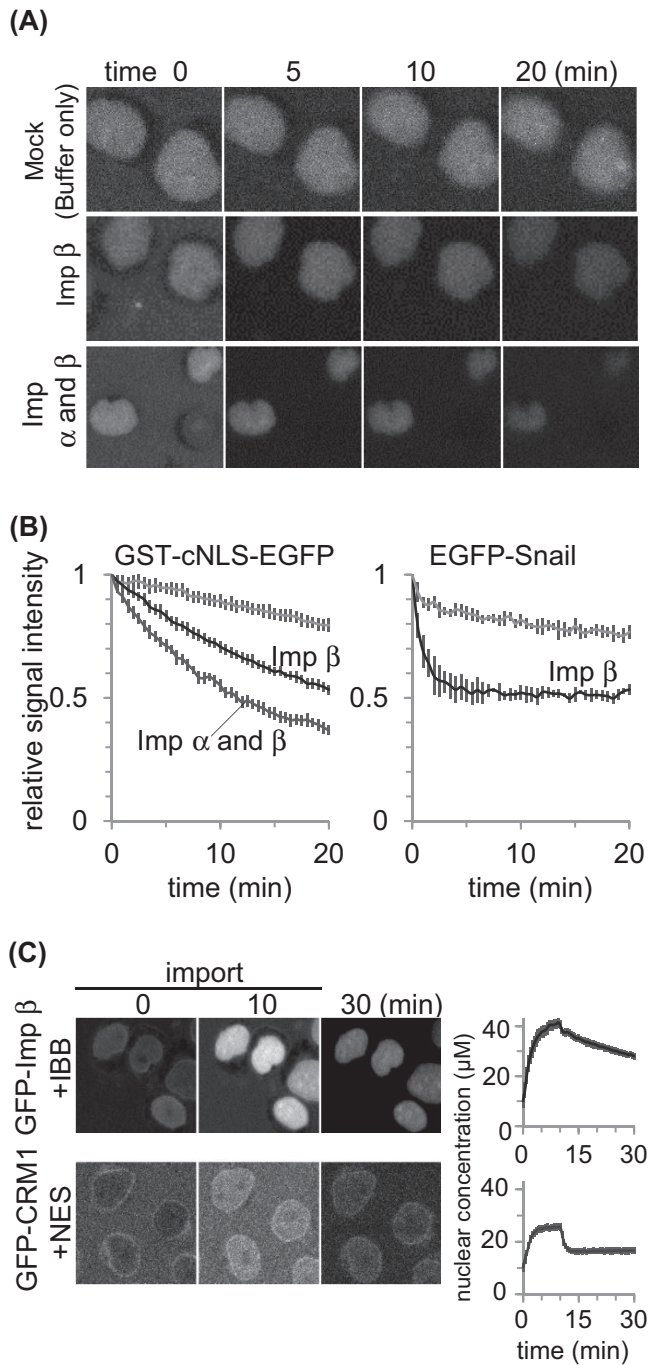 (A)
time 0 5 10 20 (min)
Mock
(Buffer only)
Imp β
Imp
α and β
(B)
GST-cNLS-EGFP EGFP-Snail
relative signal intensity
1
0.5
0
Imp β
Imp α and β
0 10 20
time (min)
1
0.5
0
Imp β
0 10 20
time (min)
(C)
import
0 10 30 (min)
GFP-Imp β
+IBB
GFP-CRM1
+NES
nuclear concentration (µM)
40
20
0
0 15 30
40
20
0
0 15 30
time (min)